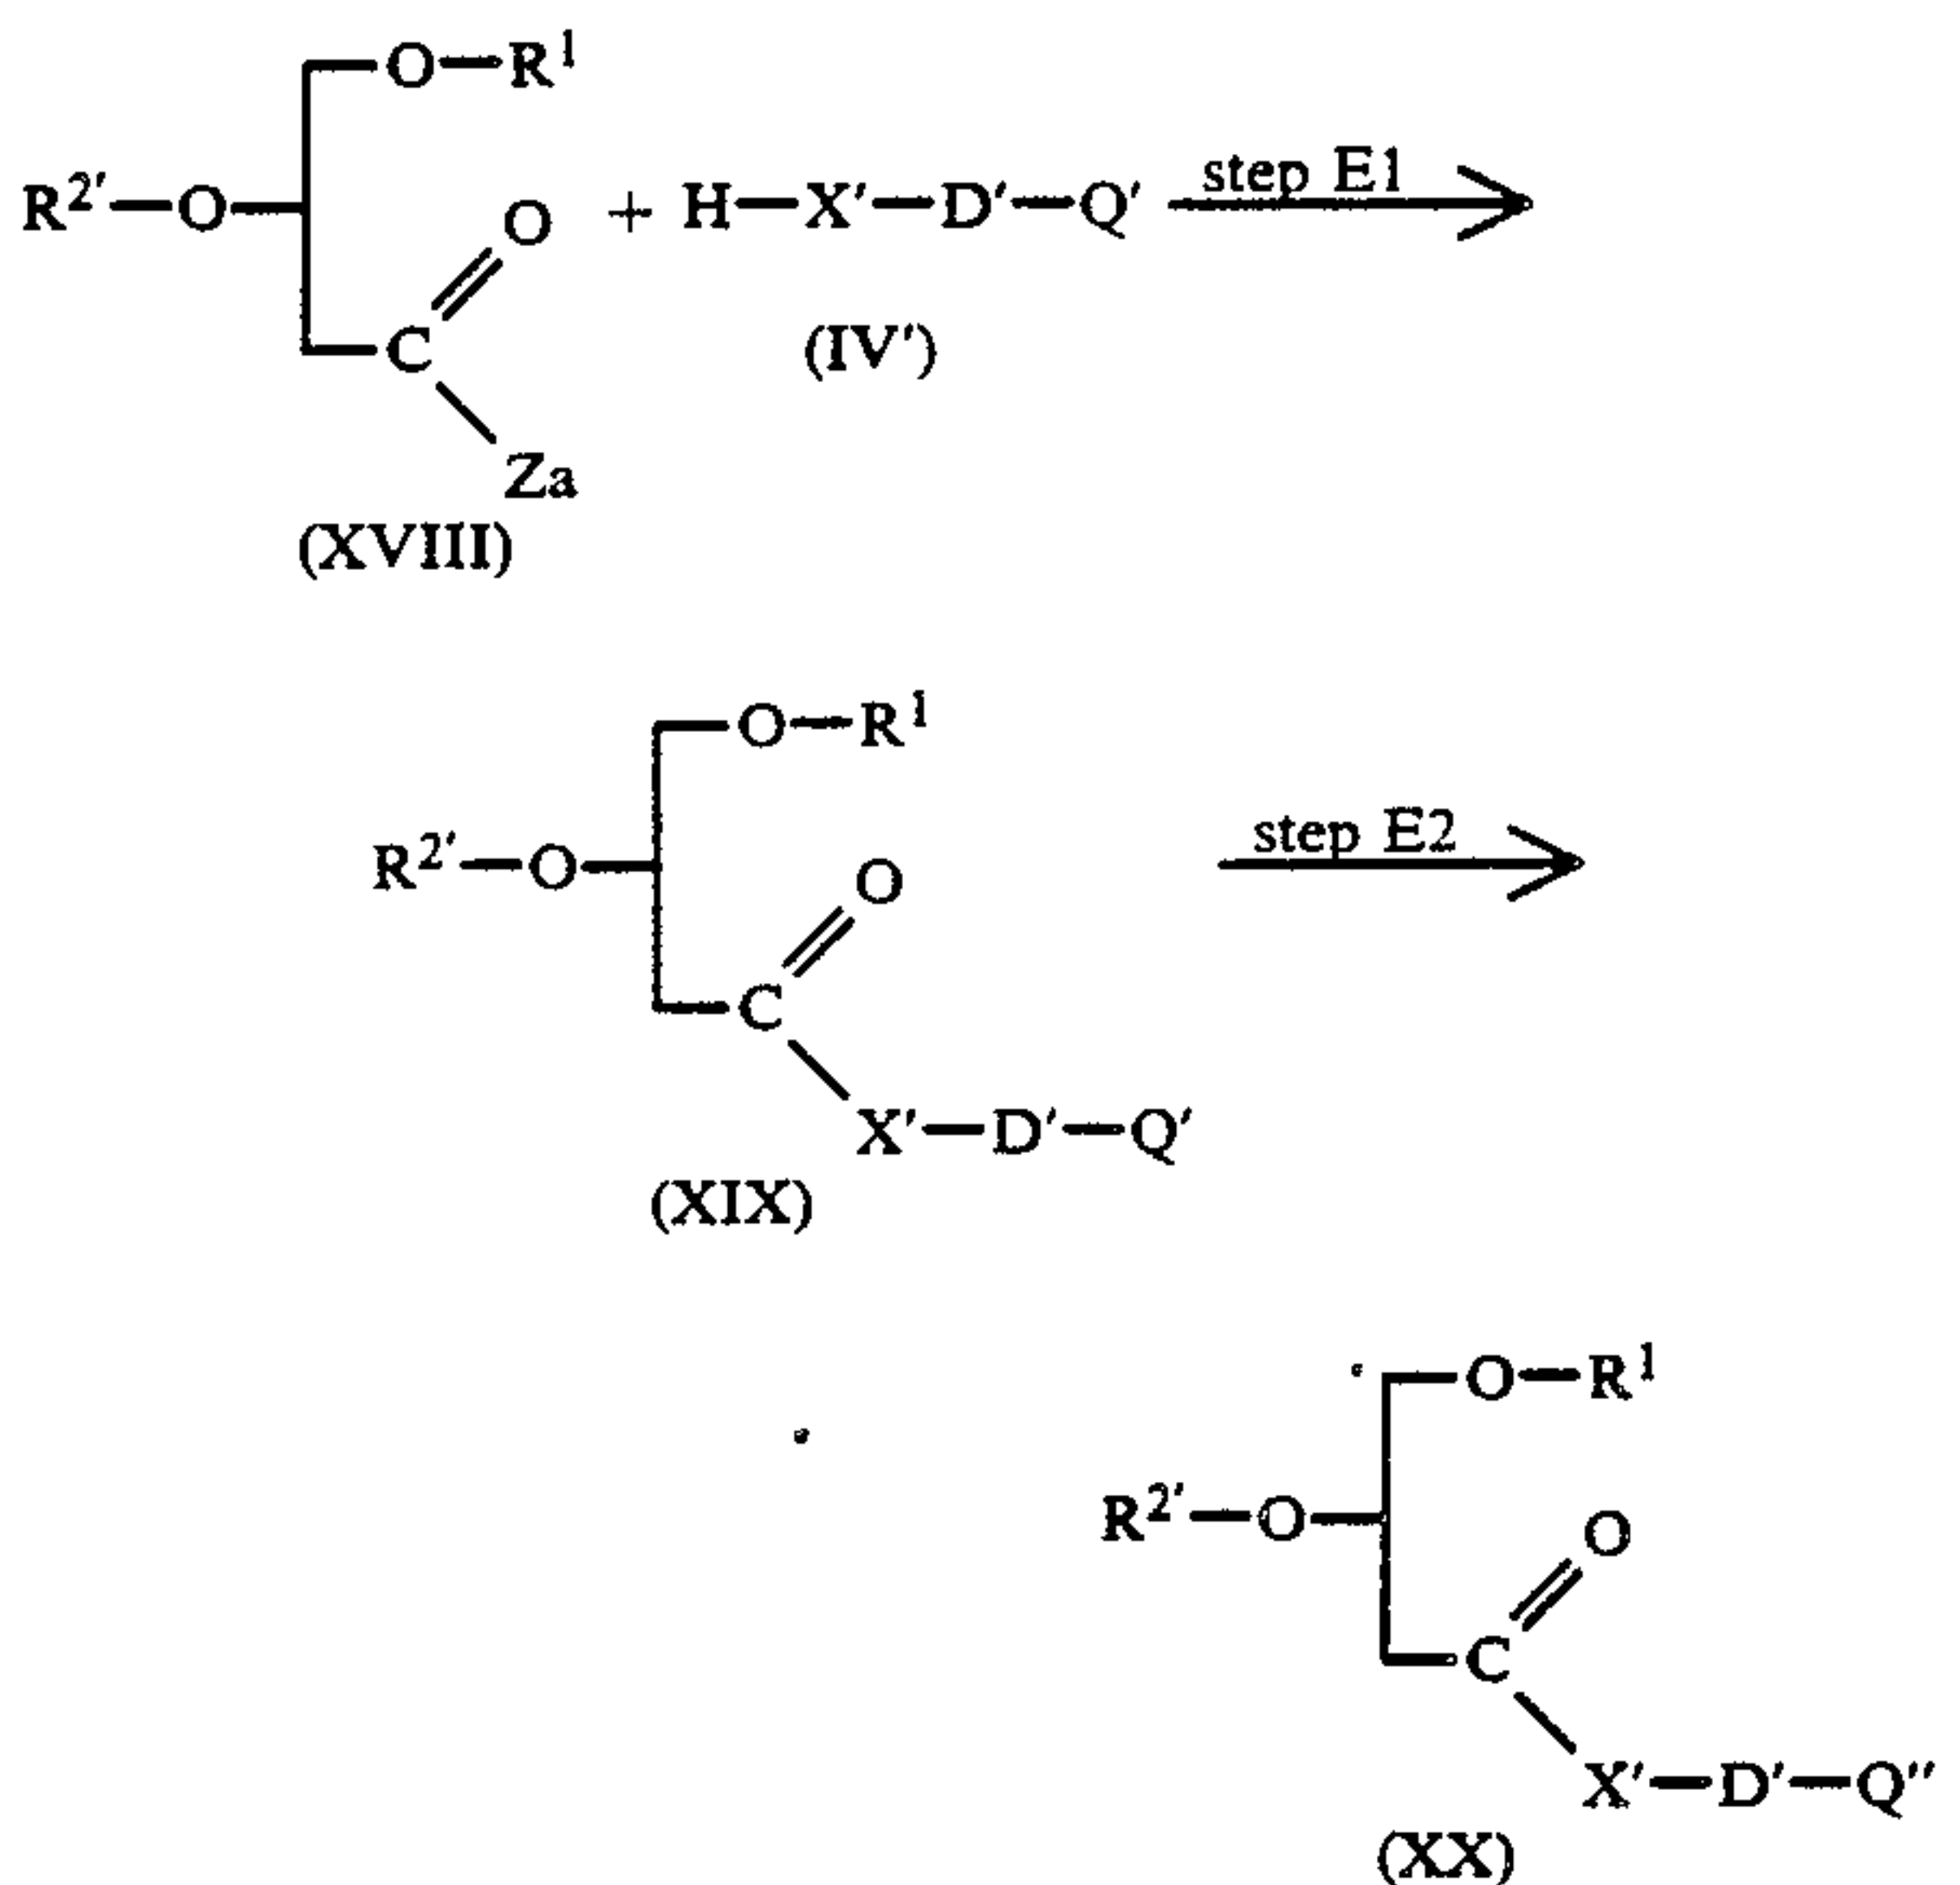 O—R¹
R²′—O
O
+ H—X′—D′—Q′
step E1
C
(IV′)
Za
(XVIII)
O—R¹
R²′—O
O
step E2
C
X′—D′—Q′
(XIX)
O—R¹
R²′—O
O
C
X′—D′—Q″
(XX)